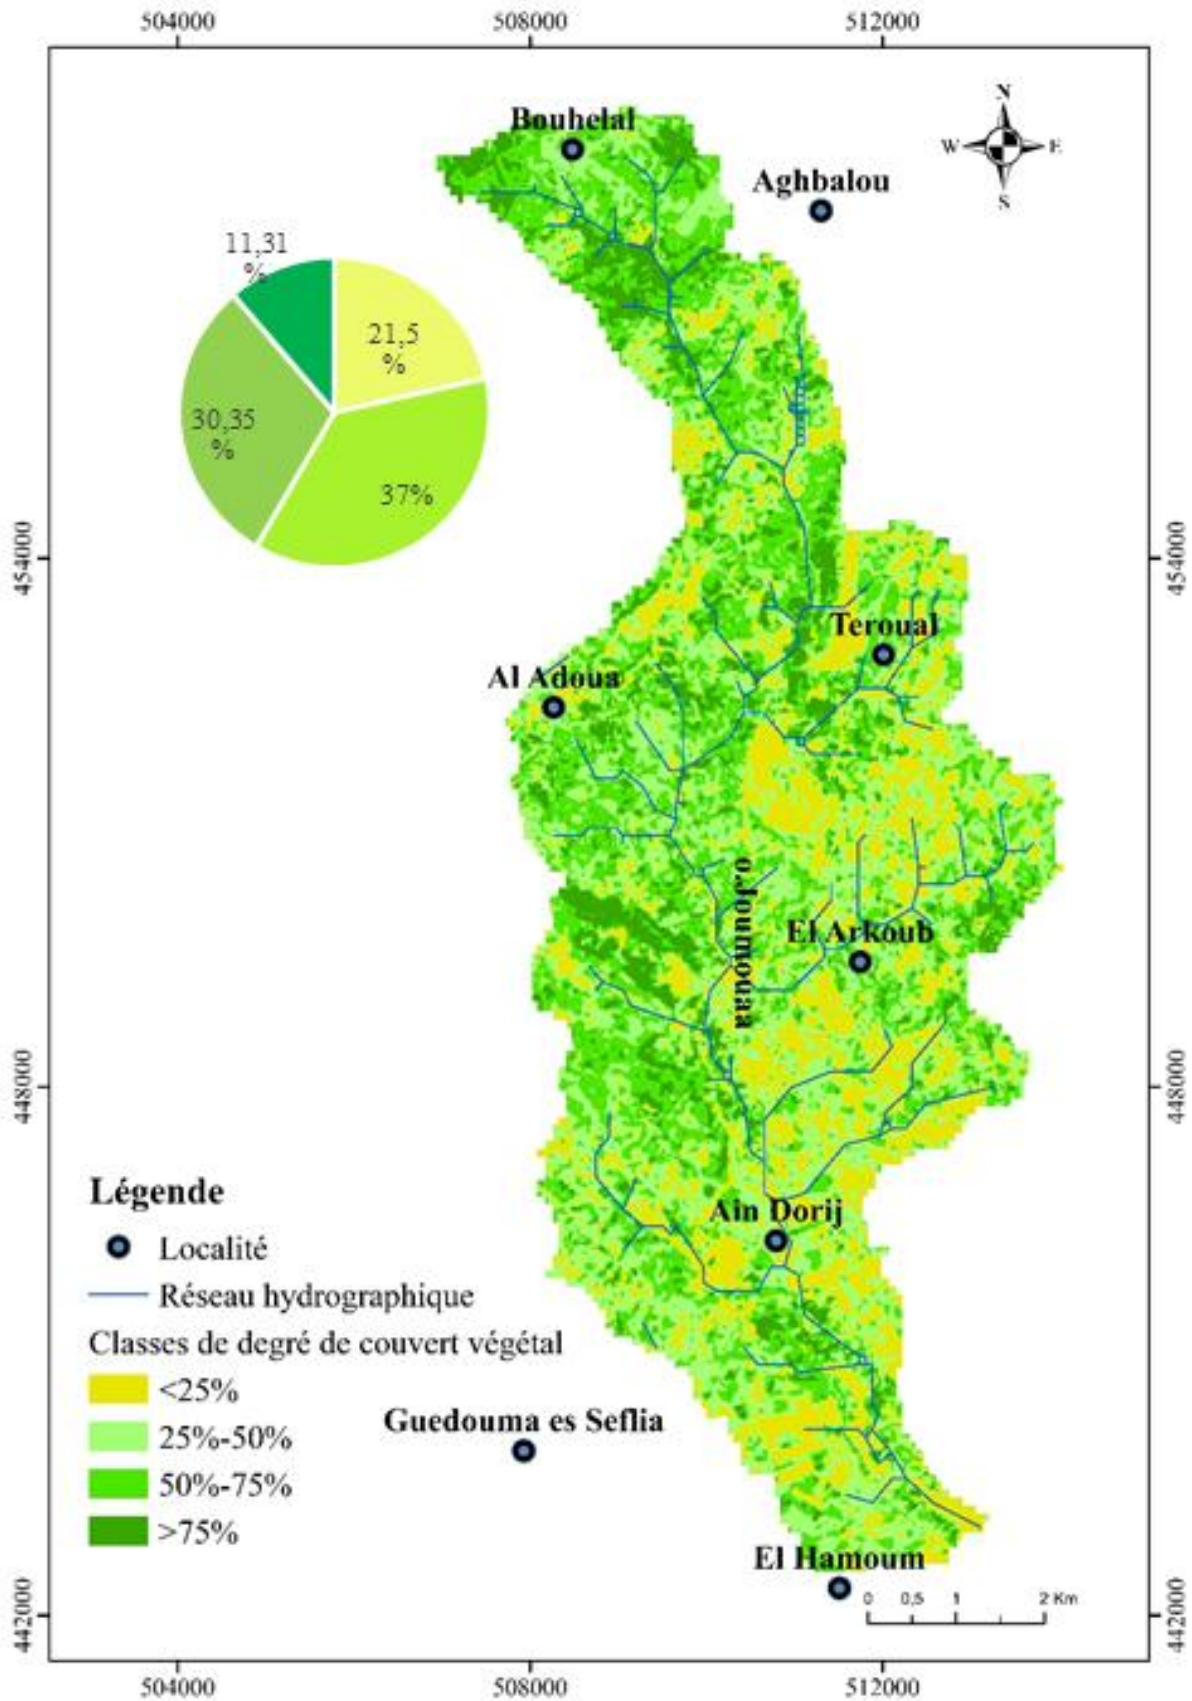 504000
508000
512000
N
W
E
S
Bouhelal
Aghbalou
11,31
%
21,5
%
30,35
%
37%
454000
454000
Teroual
Al Adoua
oJoumouaa
El Arkoub
448000
448000
Ain Dorij
Légende
Localité
Réseau hydrographique
Classes de degré de couvert végétal
<25%
25%-50%
50%-75%
>75%
Guedouma es Seflia
El Hamoum
0 0,5 1 2 Km
442000
442000
504000
508000
512000